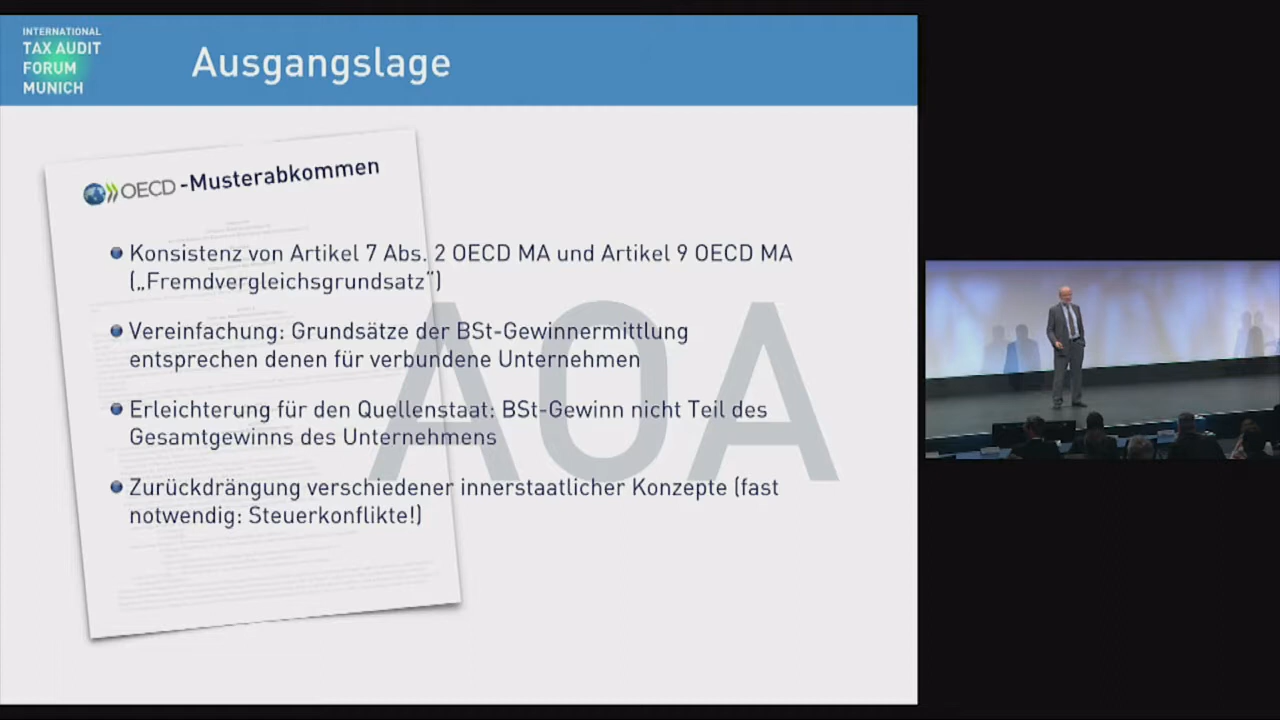 INTERNATIONAL
TAX AUDIT
FORUM
MUNICH
Ausgangslage
OECD -Musterabkommen
Konsistenz von Artikel 7 Abs. 2 OECD MA und Artikel 9 OECD MA
(„Fremdvergleichsgrundsatz“)
Vereinfachung: Grundsätze der BSt-Gewinnermittlung
entsprechen denen für verbundene Unternehmen
Erleichterung für den Quellenstaat: BSt-Gewinn nicht Teil des
Gesamtgewinns des Unternehmens
Zurückdrängung verschiedener innerstaatlicher Konzepte (fast
notwendig: Steuerkonflikte!)
AOA